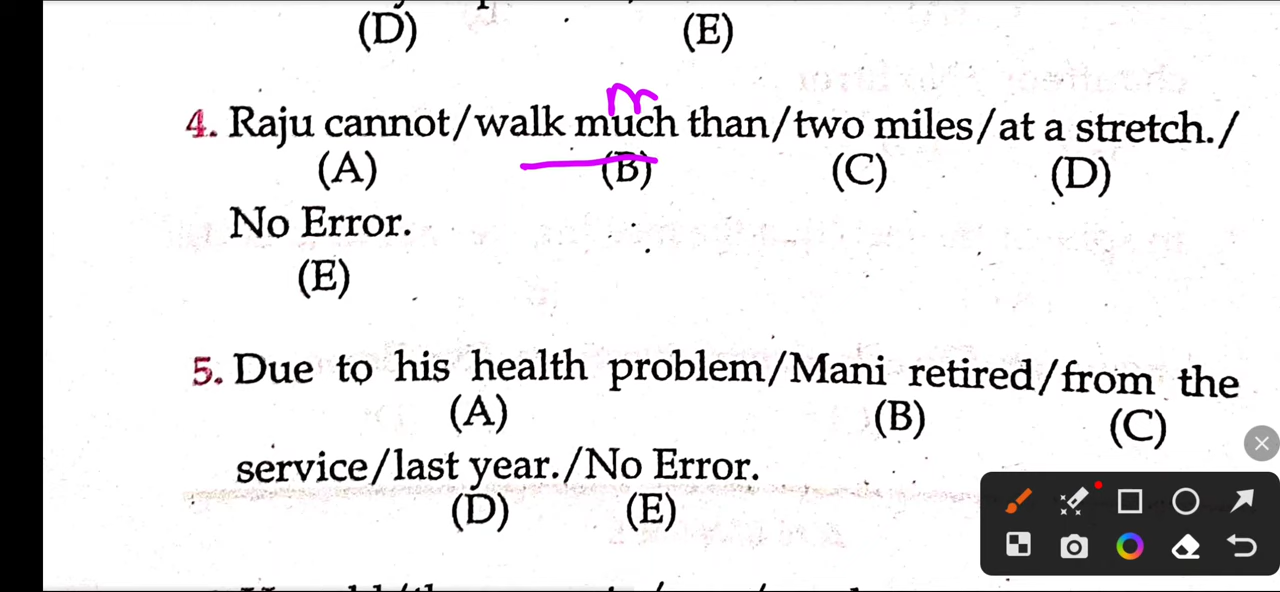 (D) (E)
4. Raju cannot/walk much than/two miles/at a stretch./
(A) (B) (C) (D)
No Error.
(E)
5. Due to his health problem/Mani retired/from the
(A) (B) (C)
service/last year./No Error.
(D) (E)